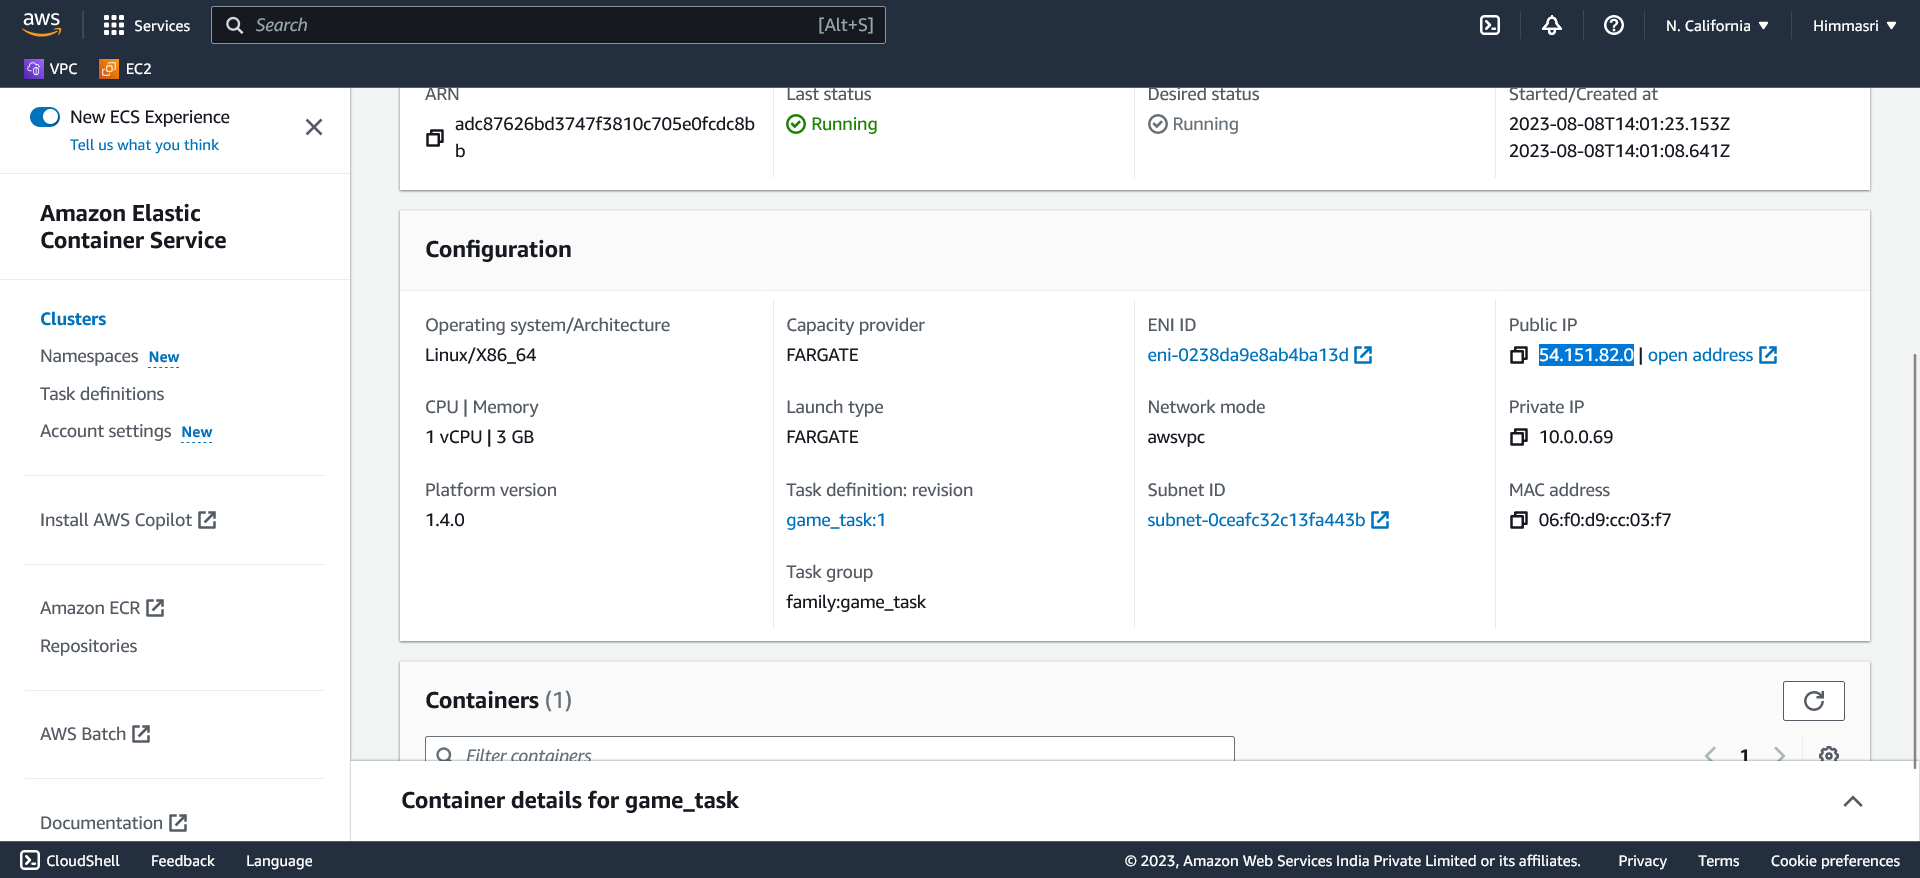 aws
Services
Search
[Alt+S]
N. California
Himmasri
VPC
EC2
New ECS Experience
Tell us what you think
Amazon Elastic
Container Service
Clusters
Namespaces New
Task definitions
Account settings New
Install AWS Copilot
Amazon ECR
Repositories
AWS Batch
Documentation
ARN
adc87626bd3747f3810c705e0fcdc8b
b
Last status
Running
Desired status
Running
Started/Created at
2023-08-08T14:01:23.153Z
2023-08-08T14:01:08.641Z
Configuration
Operating system/Architecture
Linux/X86_64
CPU | Memory
1 vCPU | 3 GB
Platform version
1.4.0
Capacity provider
FARGATE
Launch type
FARGATE
Task definition: revision
game_task:1
Task group
family:game_task
ENI ID
eni-0238da9e8ab4ba13d
Network mode
awsvpc
Subnet ID
subnet-0ceafc32c13fa443b
Public IP
54.151.82.0 | open address
Private IP
10.0.0.69
MAC address
06:f0:d9:cc:03:f7
Containers (1)
Filter containers
1
Container details for game_task
CloudShell
Feedback
Language
© 2023, Amazon Web Services India Private Limited or its affiliates.
Privacy
Terms
Cookie preferences